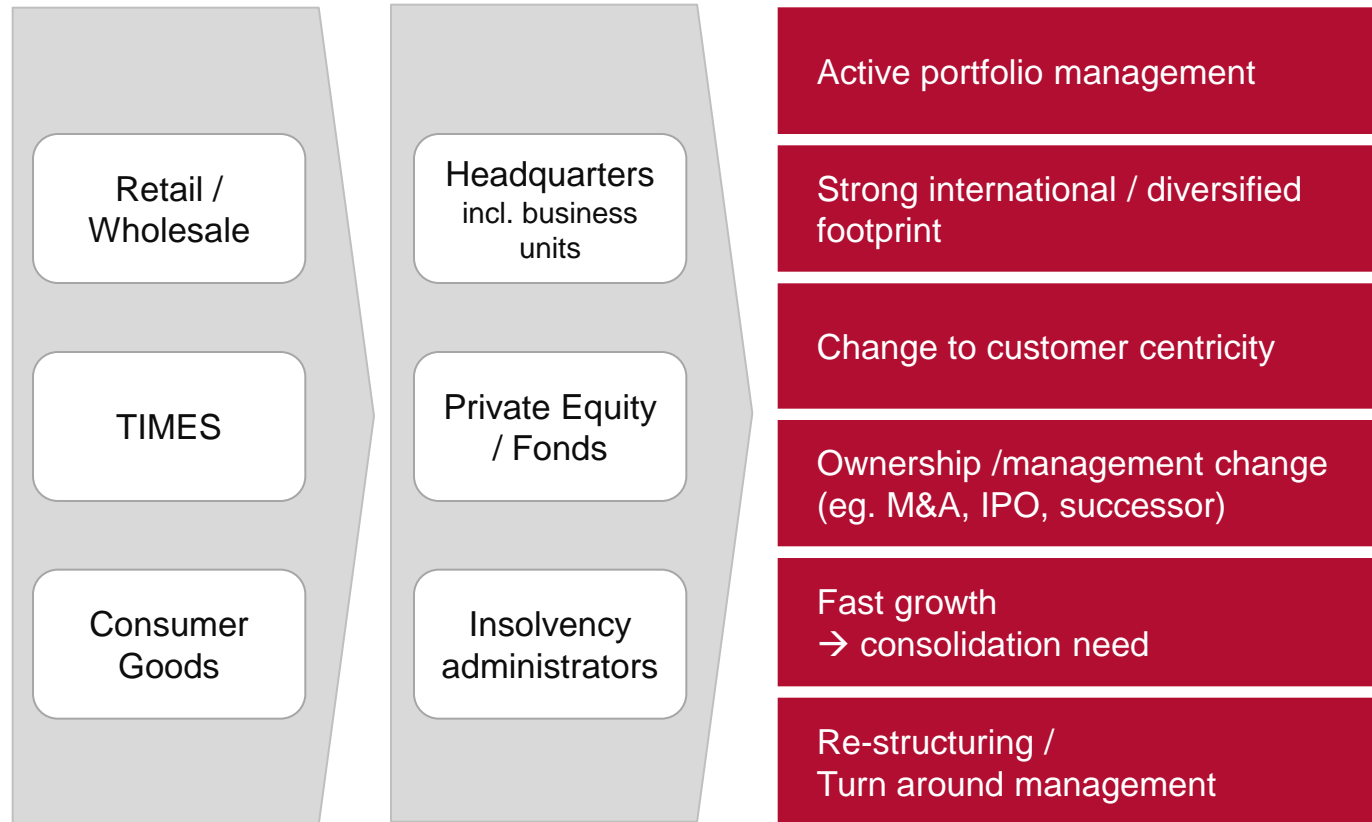 Retail /
Wholesale
TIMES
Consumer
Goods
Headquarters
incl. business
units
Private Equity
/ Fonds
Insolvency
administrators
Active portfolio management
Strong international / diversified
footprint
Change to customer centricity
Ownership /management change
(eg. M&A, IPO, successor)
Fast growth
→ consolidation need
Re-structuring /
Turn around management